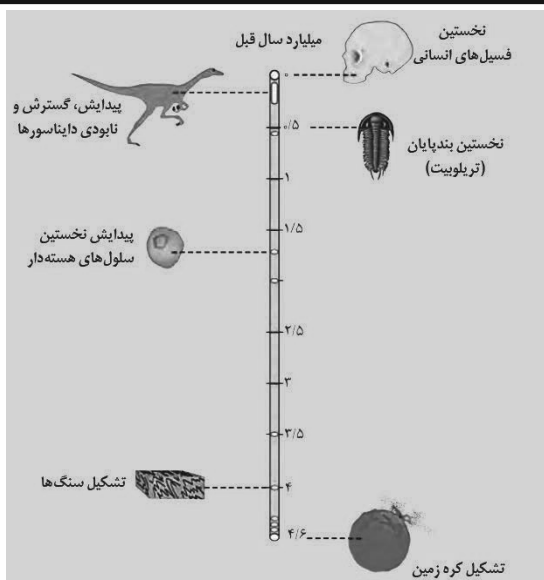 میلیارد سال قبل
نخستین
فسیل‌های انسانی
۰
پیدایش، گسترش و
نابودی دایناسورها
۰/۵
نخستین بندپایان
(تریلوبیت)
۱
۱/۵
پیدایش نخستین
سلول‌های هسته‌دار
۲/۵
۳
۳/۵
تشکیل سنگ‌ها
۴
۴/۶
تشکیل کره زمین